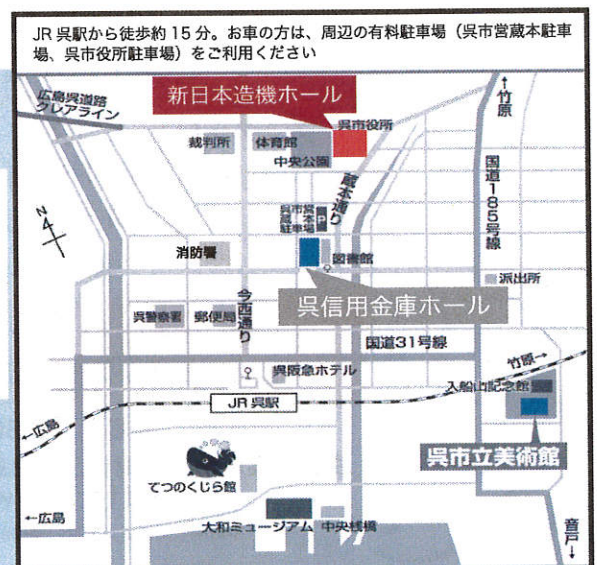 JR 呉駅から徒歩約 15 分。お車の方は、周辺の有料駐車場（呉市営蔵本駐車
場、呉市役所駐車場）をご利用ください
広島呉道路
クレアライン
新日本造機ホール
↑竹原
呉市役所
裁判所
体育館
中央公園
蔵本通り
国道185号線
N
4
呉市営
蔵本
駐車場
消防署
図書館
派出所
呉信用金庫ホール
今西通り
呉警察署
郵便局
国道31号線
竹原→
呉阪急ホテル
入船山記念館
JR 呉駅
←広島
呉市立美術館
てつのくじら館
←広島
大和ミュージアム
中央桟橋
音戸↓